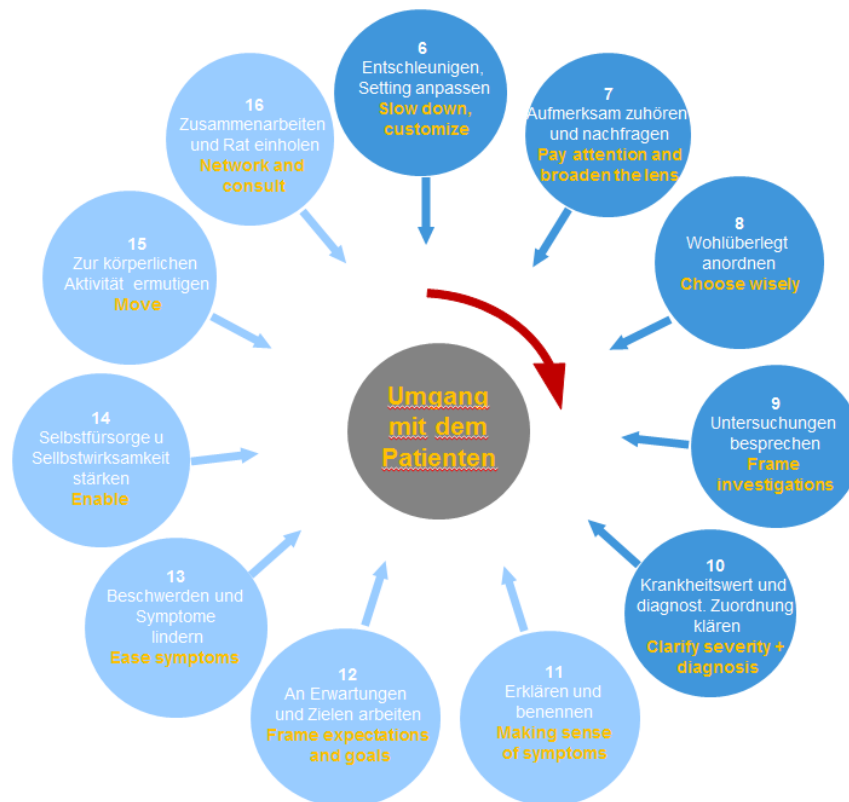 6
Entschleunigen,
Setting anpassen
Slow down,
customize
7
Aufmerksam zuhören
und nachfragen
Pay attention and
broaden the lens
8
Wohlüberlegt
anordnen
Choose wisely
9
Untersuchungen
besprechen
Frame
investigations
10
Krankheitswert und
diagnost. Zuordnung
klären
Clarify severity +
diagnosis
11
Erklären und
benennen
Making sense
of symptoms
12
An Erwartungen
und Zielen arbeiten
Frame expectations
and goals
13
Beschwerden und
Symptome
lindern
Ease symptoms
14
Selbstfürsorge u
Sellbstwirksamkeit
stärken
Enable
15
Zur körperlichen
Aktivität ermutigen
Move
16
Zusammenarbeiten
und Rat einholen
Network and
consult
Umgang
mit dem
Patienten